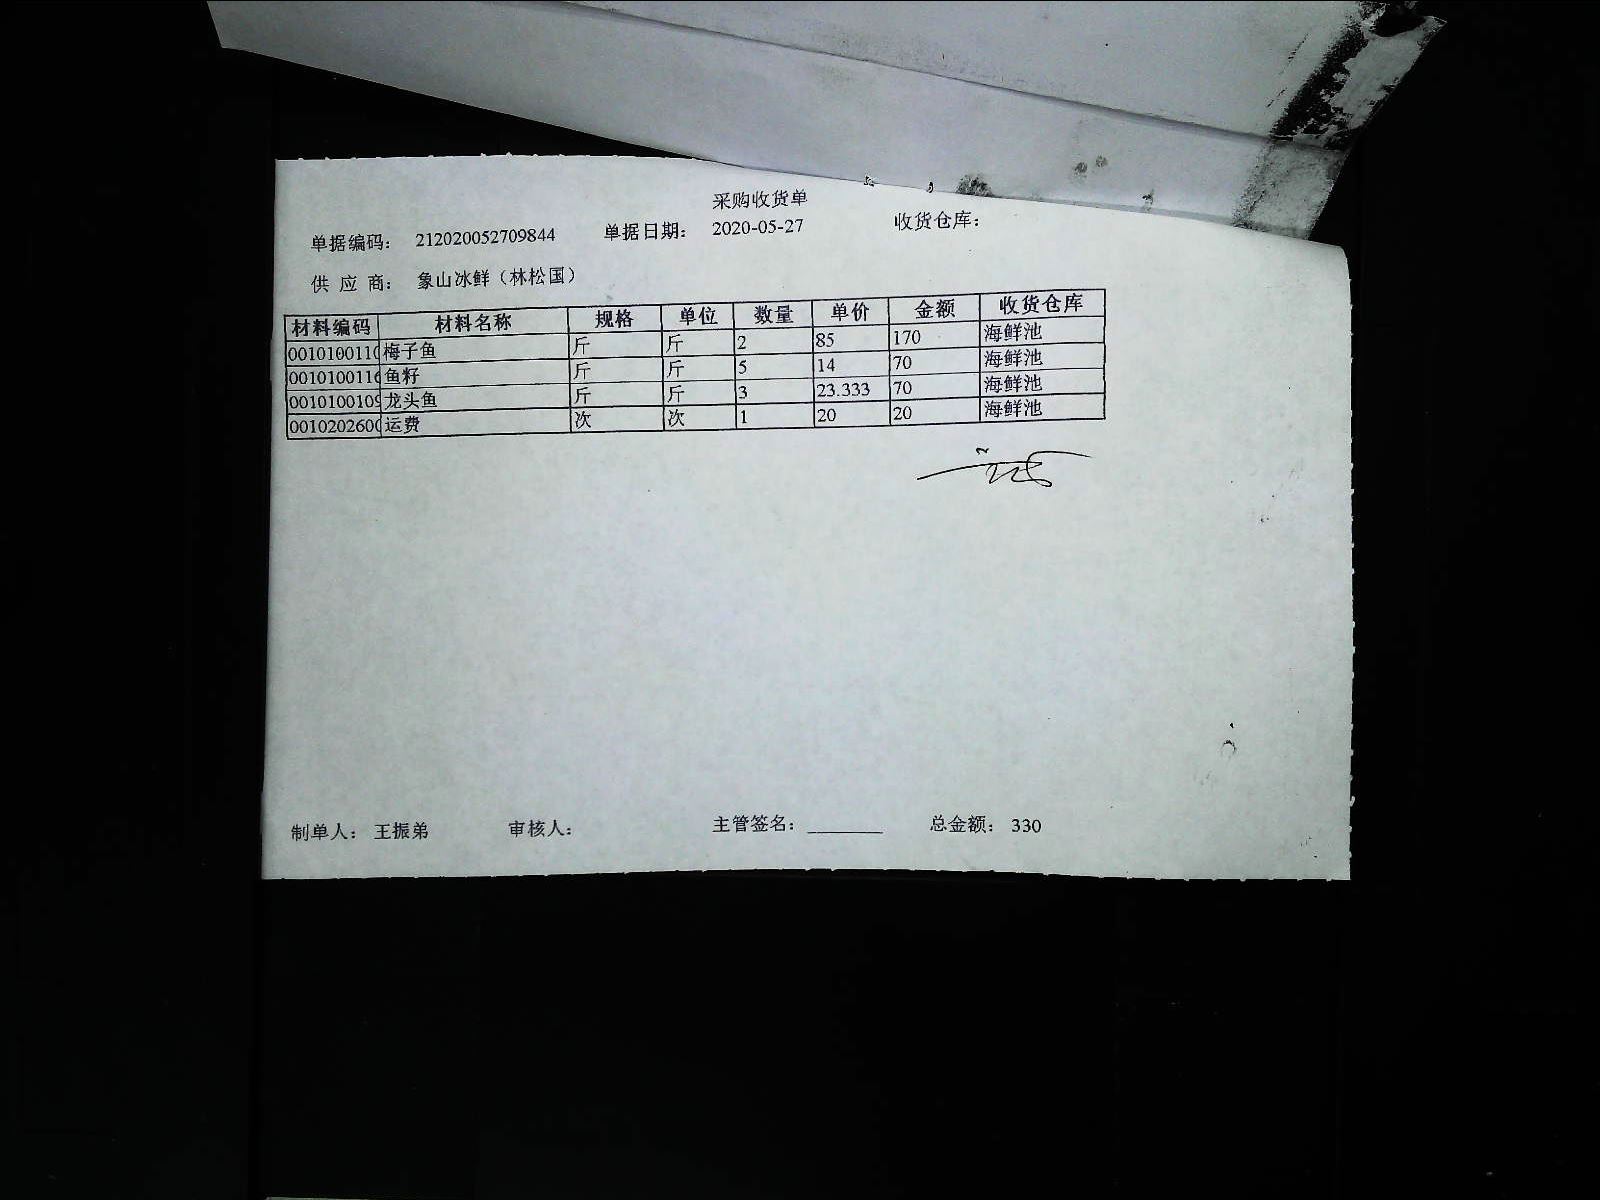 采购收货单
单据编码： 212020052709844 单据日期： 2020-05-27 收货仓库：
供 应 商： 象山冰鲜（林松国）
材料编码 材料名称 规格 单位 数量 单价 金额 收货仓库
001010011 梅子鱼 斤 斤 2 85 170 海鲜池
001010011 鱼籽 斤 斤 5 14 70 海鲜池
001010010 龙头鱼 斤 斤 3 23.333 70 海鲜池
001020260 运费 次 次 1 20 20 海鲜池
制单人： 王振弟 审核人： 主管签名： 总金额： 330